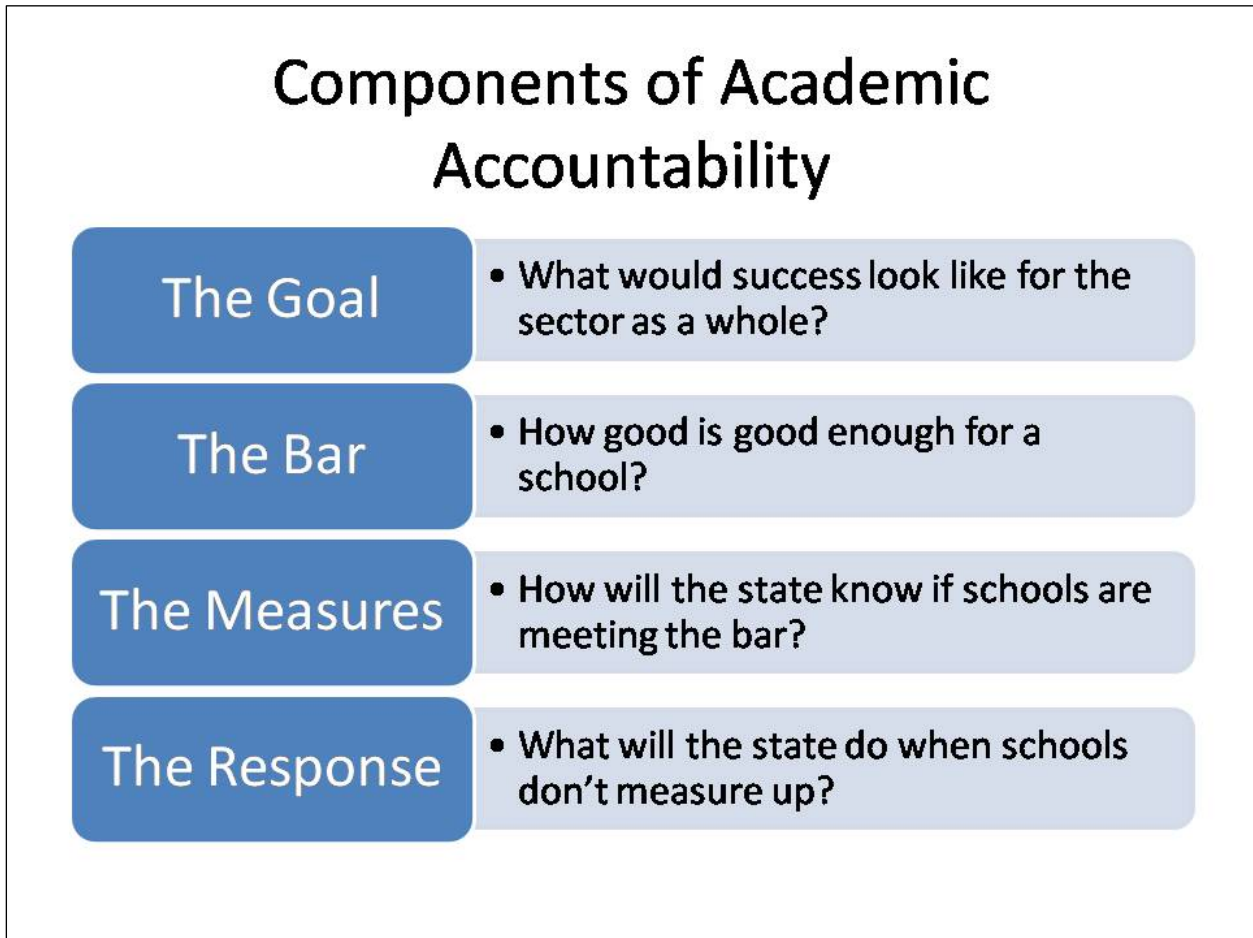 Components of Academic
Accountability
The Goal
• What would success look like for the
sector as a whole?
The Bar
• How good is good enough for a
school?
The Measures
• How will the state know if schools are
meeting the bar?
The Response
• What will the state do when schools
don’t measure up?